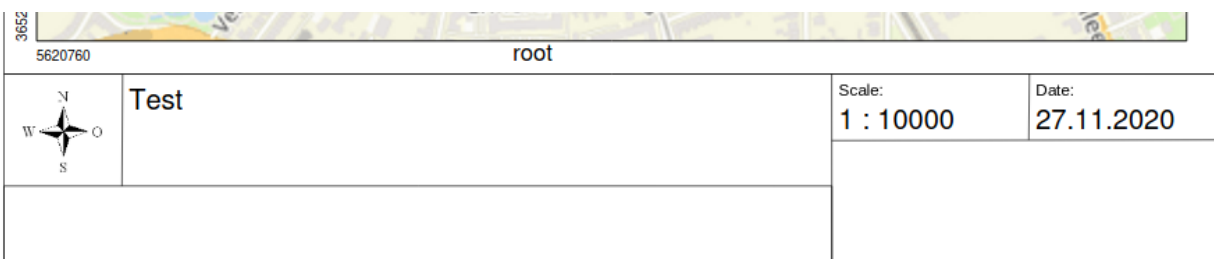 3652
5620760
root
N
W
O
S
Test
Scale:
1 : 10000
Date:
27.11.2020